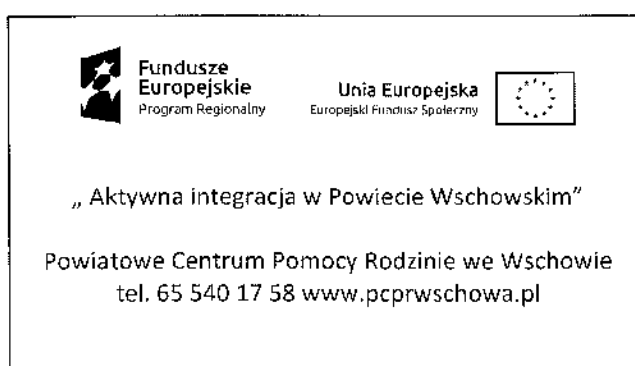 Fundusze
Europejskie
Program Regionalny
Unia Europejska
Europejski Fundusz Społeczny
„ Aktywna integracja w Powiecie Wschowskim”
Powiatowe Centrum Pomocy Rodzinie we Wschowie
tel. 65 540 17 58 www.pcprwschowa.pl